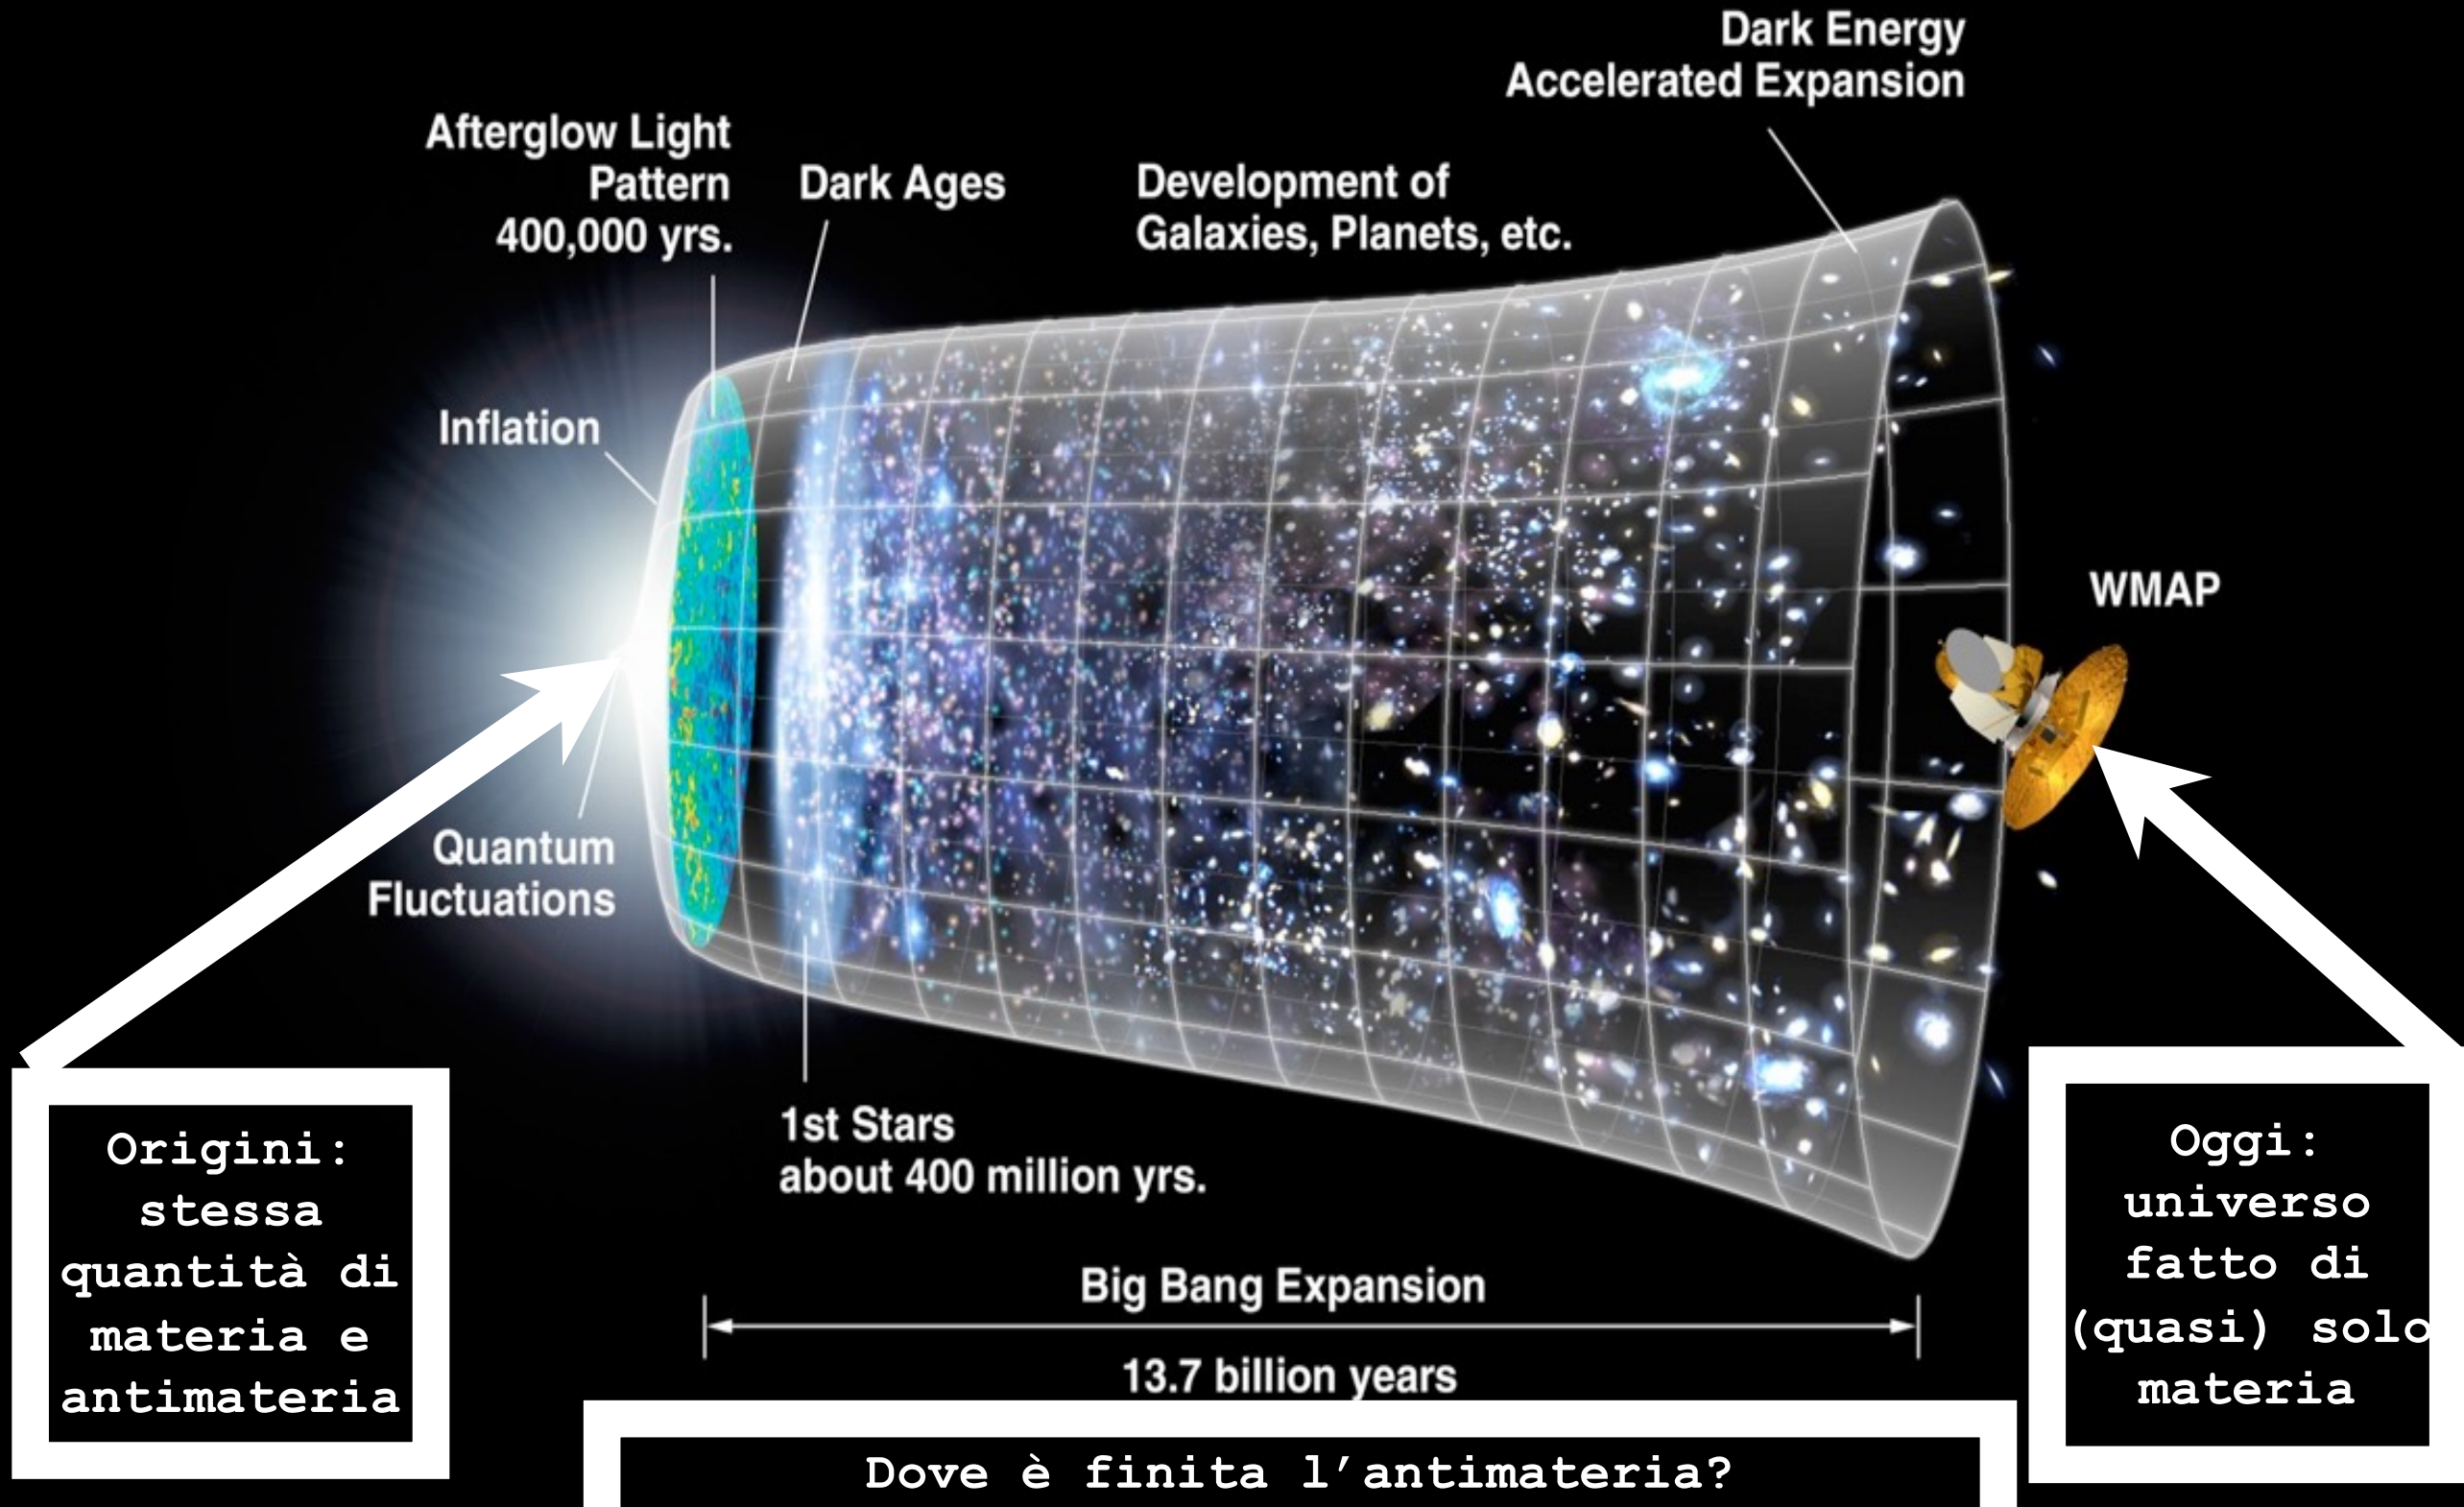 Dark Energy
Accelerated Expansion
Afterglow Light
Pattern
400,000 yrs.
Dark Ages
Development of
Galaxies, Planets, etc.
Inflation
WMAP
Quantum
Fluctuations
1st Stars
about 400 million yrs.
Big Bang Expansion
13.7 billion years
Origini:
stessa
quantità di
materia e
antimateria
Oggi:
universo
fatto di
(quasi) solo
materia
Dove è finita l’antimateria?